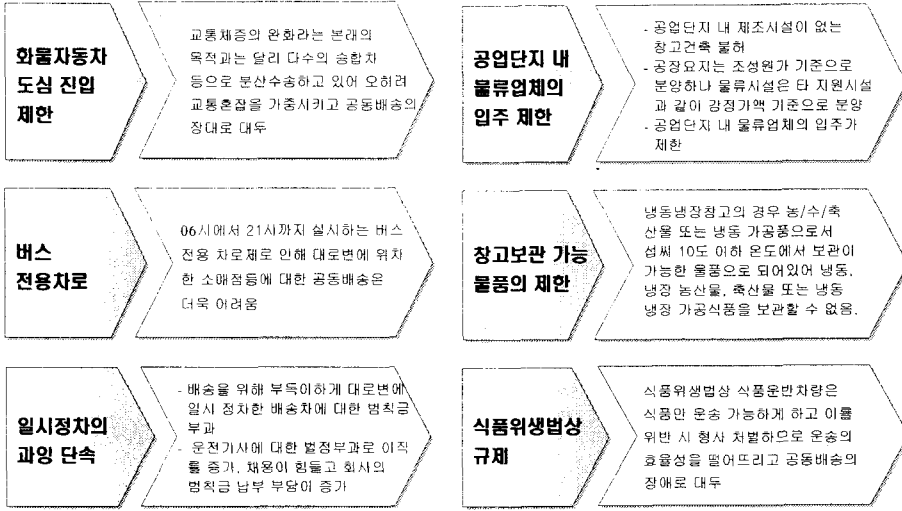 화물자동차
도심 진입
제한
교통체증의 완화라는 본래의
목적과는 달리 다수의 승합차
등으로 분산수송하고 있어 오히려
교통혼잡을 가중시키고 공동배송의
장대로 대두
공업단지 내
물류업체의
입주 제한
- 공업단지 내 제조시설이 없는
창고건축 불허
- 공장요지는 조성원가 기준으로
분양하나 물류시설은 타 지원시설
과 같이 감정가액 기준으로 분양
- 공업단지 내 물류업체의 입주가
제한
버스
전용차로
06시에서 21시까지 실시하는 버스
전용 차로제로 인해 대로변에 위치
한 소매점등에 대한 공동배송은
더욱 어려움
창고보관 가능
물품의 제한
냉동냉장창고의 경우 농/수/축
산물 또는 냉동 가공품으로서
섭씨 10도 이하 온도에서 보관이
가능한 물품으로 되어있어 냉동,
냉장 농산물, 축산물 또는 냉동
냉장 가공식품을 보관할 수 없음.
일시정차의
과잉 단속
- 배송을 위해 부득이하게 대로변에
일시 정차한 배송차에 대한 범칙금
부과
- 운전기사에 대한 벌점부과로 이직
률 증가, 채용이 힘들고 회사의
범칙금 납부 부담이 증가
식품위생법상
규제
식품위생법상 식품운반차량은
식품만 운송 가능하게 하고 이를
위반 시 형사 처벌하므로 운송의
효율성을 떨어뜨리고 공동배송의
장애로 대두